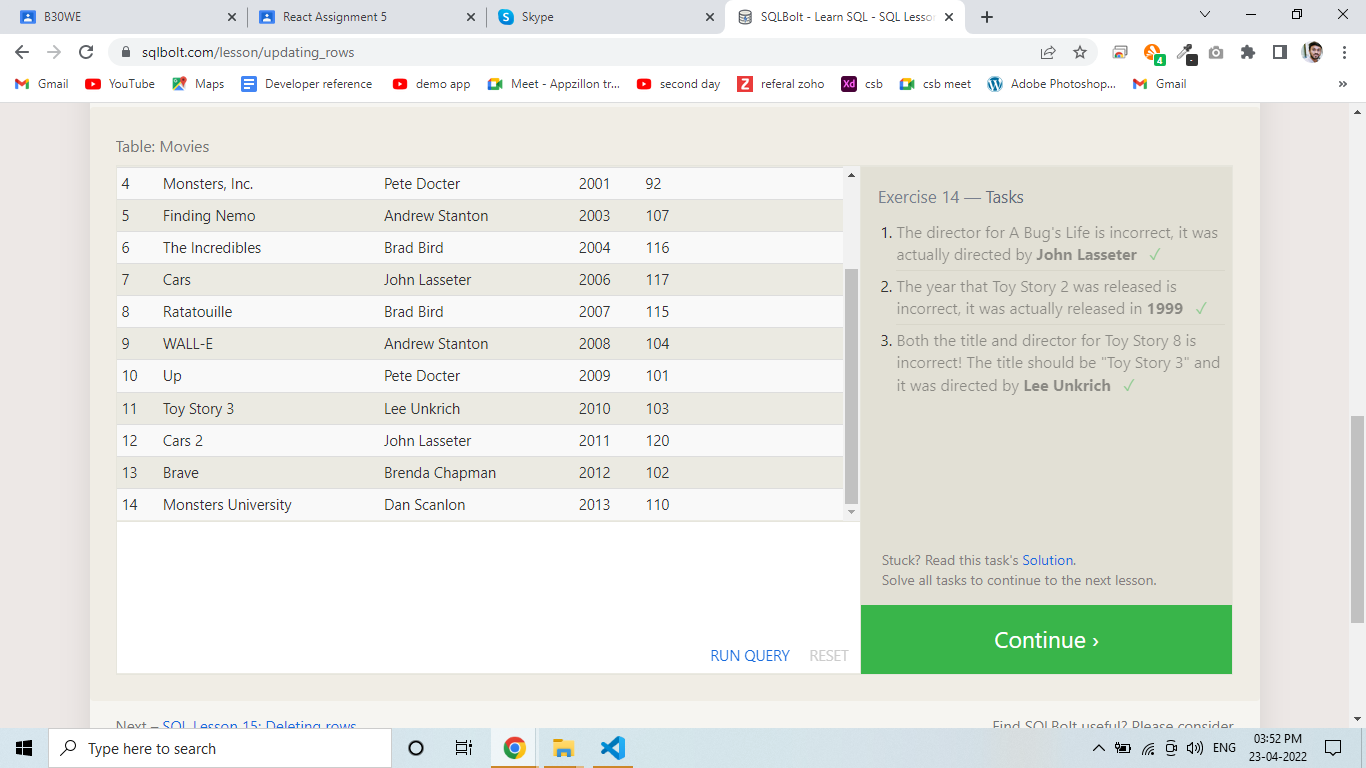 B30WE
React Assignment 5
Skype
SQLBolt - Learn SQL - SQL Lesso
sqlbolt.com/lesson/updating_rows
4
Gmail
YouTube
Maps
Developer reference
demo app
Meet - Appzillon tr...
second day
referal zoho
Xd csb
csb meet
Adobe Photoshop...
Gmail
»
Table: Movies
4 Monsters, Inc. Pete Docter 2001 92
5 Finding Nemo Andrew Stanton 2003 107
6 The Incredibles Brad Bird 2004 116
7 Cars John Lasseter 2006 117
8 Ratatouille Brad Bird 2007 115
9 WALL-E Andrew Stanton 2008 104
10 Up Pete Docter 2009 101
11 Toy Story 3 Lee Unkrich 2010 103
12 Cars 2 John Lasseter 2011 120
13 Brave Brenda Chapman 2012 102
14 Monsters University Dan Scanlon 2013 110
RUN QUERY RESET
Exercise 14 — Tasks
1. The director for A Bug's Life is incorrect, it was
actually directed by John Lasseter ✓
2. The year that Toy Story 2 was released is
incorrect, it was actually released in 1999 ✓
3. Both the title and director for Toy Story 8 is
incorrect! The title should be "Toy Story 3" and
it was directed by Lee Unkrich ✓
Stuck? Read this task's Solution.
Solve all tasks to continue to the next lesson.
Continue ›
Next – SQL Lesson 15: Deleting rows
Find SQLBolt useful? Please consider
Type here to search
ENG
03:52 PM
23-04-2022